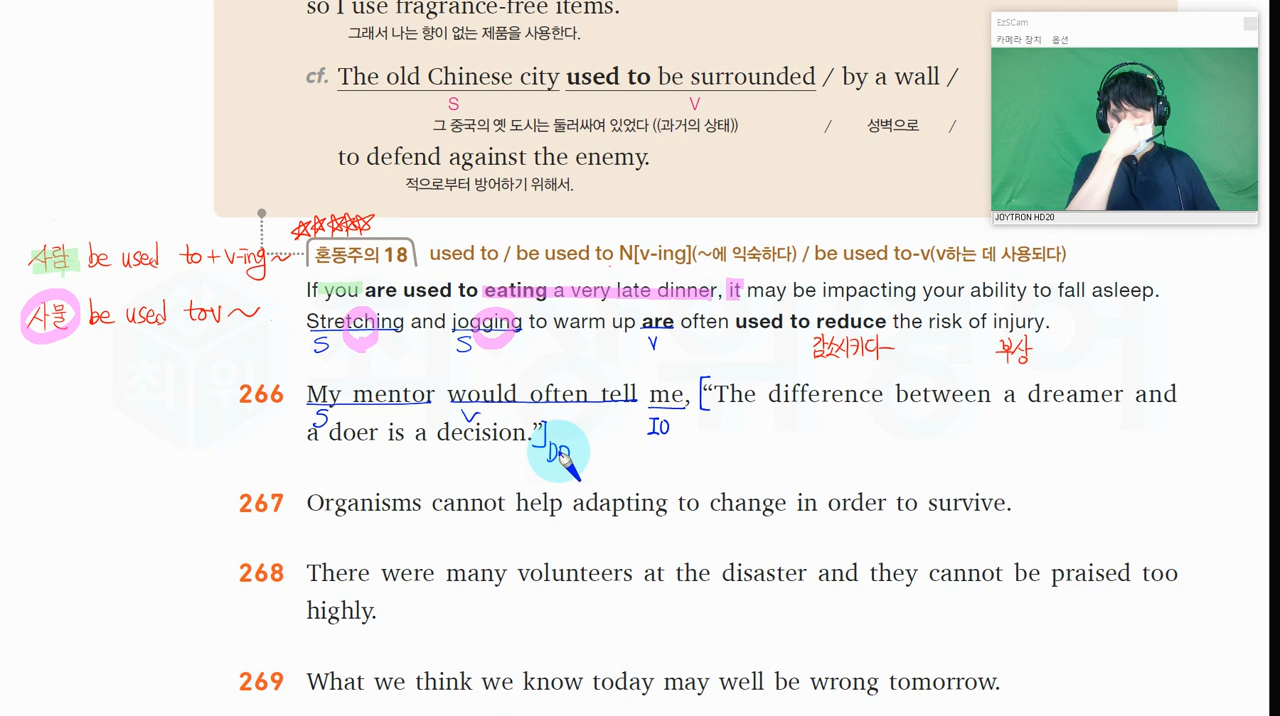 so I use fragrance-free items.
그래서 나는 향이 없는 제품을 사용한다.
EzSCam
카메라 장치 옵션
cf. The old Chinese city used to be surrounded / by a wall /
S V
그 중국의 옛 도시는 둘러싸여 있었다 ((과거의 상태)) / 성벽으로 /
to defend against the enemy.
적으로부터 방어하기 위해서.
JOYTRON HD20
☆☆☆☆☆
사람 be used to+v-ing~
혼동주의 18 used to / be used to N[v-ing](~에 익숙하다) / be used to-v(v하는 데 사용되다)
If you are used to eating a very late dinner, it may be impacting your ability to fall asleep.
사물 be used to v~
Stretching and jogging to warm up are often used to reduce the risk of injury.
S S V 감소시키다 부상
266 My mentor would often tell me, ["The difference between a dreamer and
S V IO
a doer is a decision."]
DO
267 Organisms cannot help adapting to change in order to survive.
268 There were many volunteers at the disaster and they cannot be praised too
highly.
269 What we think we know today may well be wrong tomorrow.